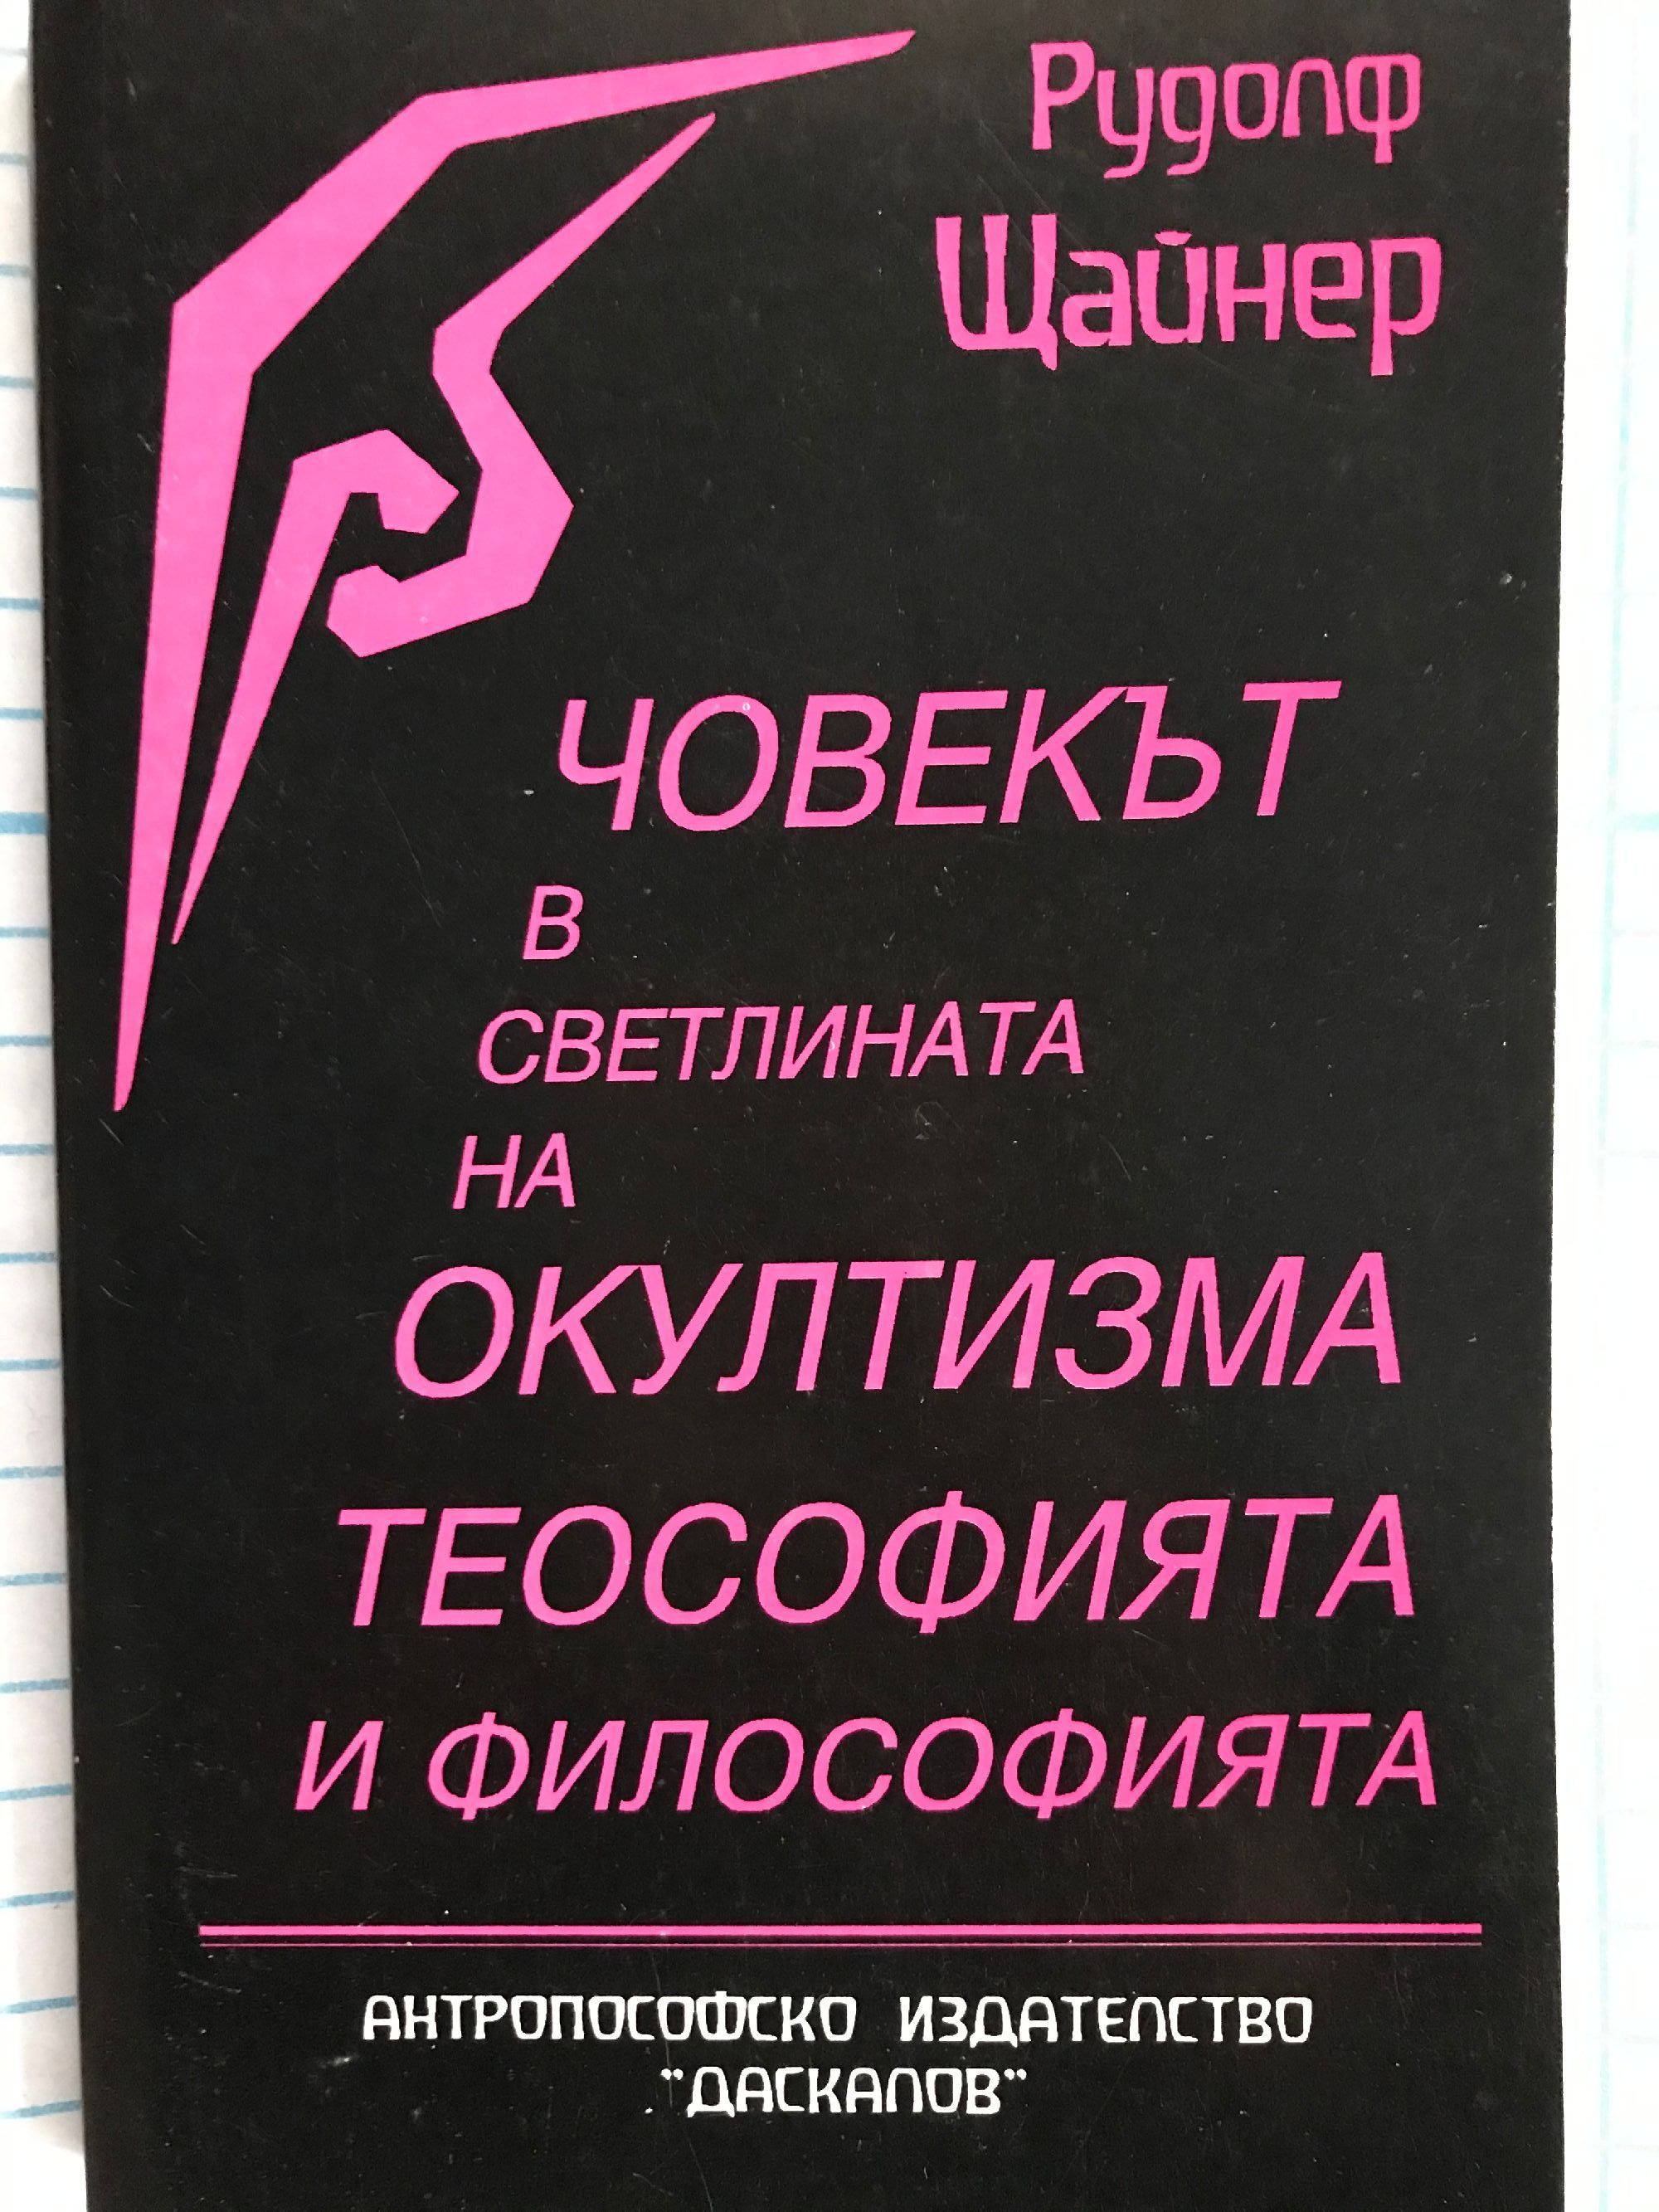 Рудолф
Щайнер
ЧОВЕКЪТ
В
СВЕТЛИНАТА
НА
ОКУЛТИЗМА
ТЕОСОФИЯТА
И ФИЛОСОФИЯТА
АНТРОПОСОФСКО ИЗДАТЕЛСТВО
"ДАСКАЛОВ"